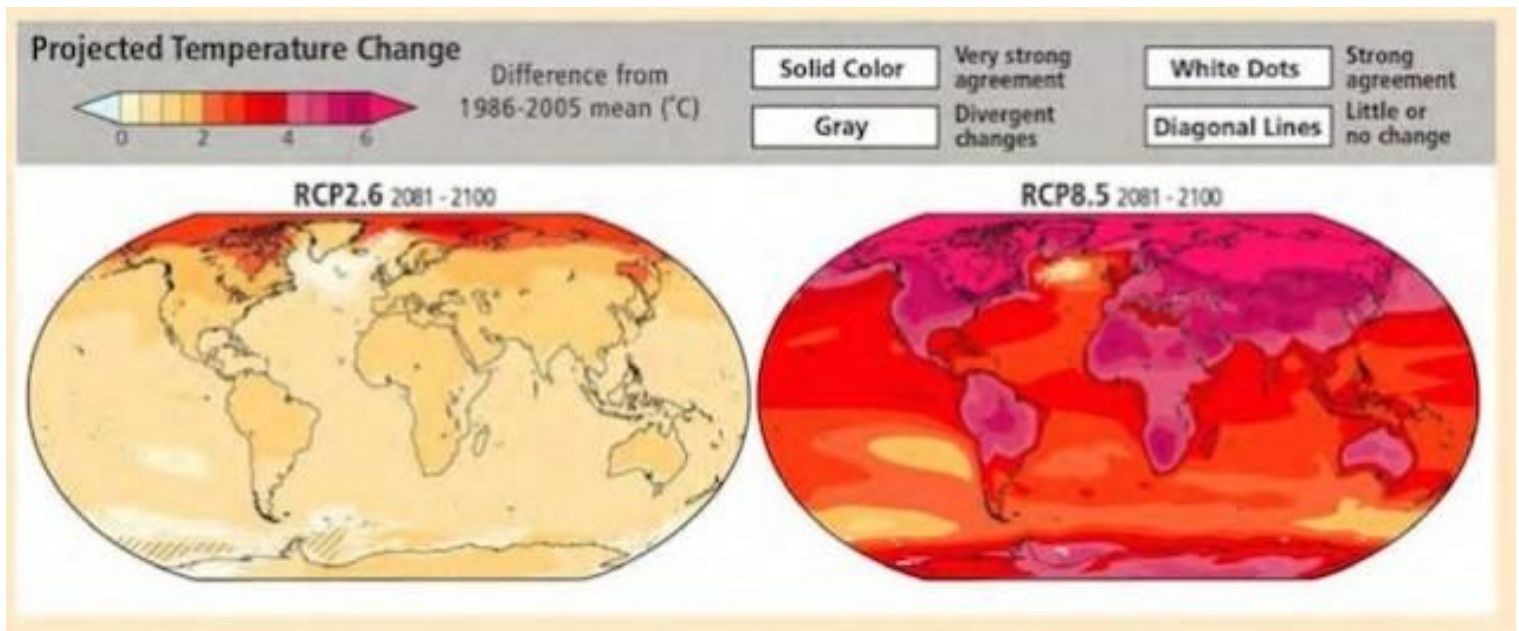 Projected Temperature Change
0 2 4 6
Difference from
1986-2005 mean (˚C)
Solid Color
Very strong
agreement
Gray
Divergent
changes
White Dots
Strong
agreement
Diagonal Lines
Little or
no change
RCP2.6 2081 - 2100
RCP8.5 2081 - 2100